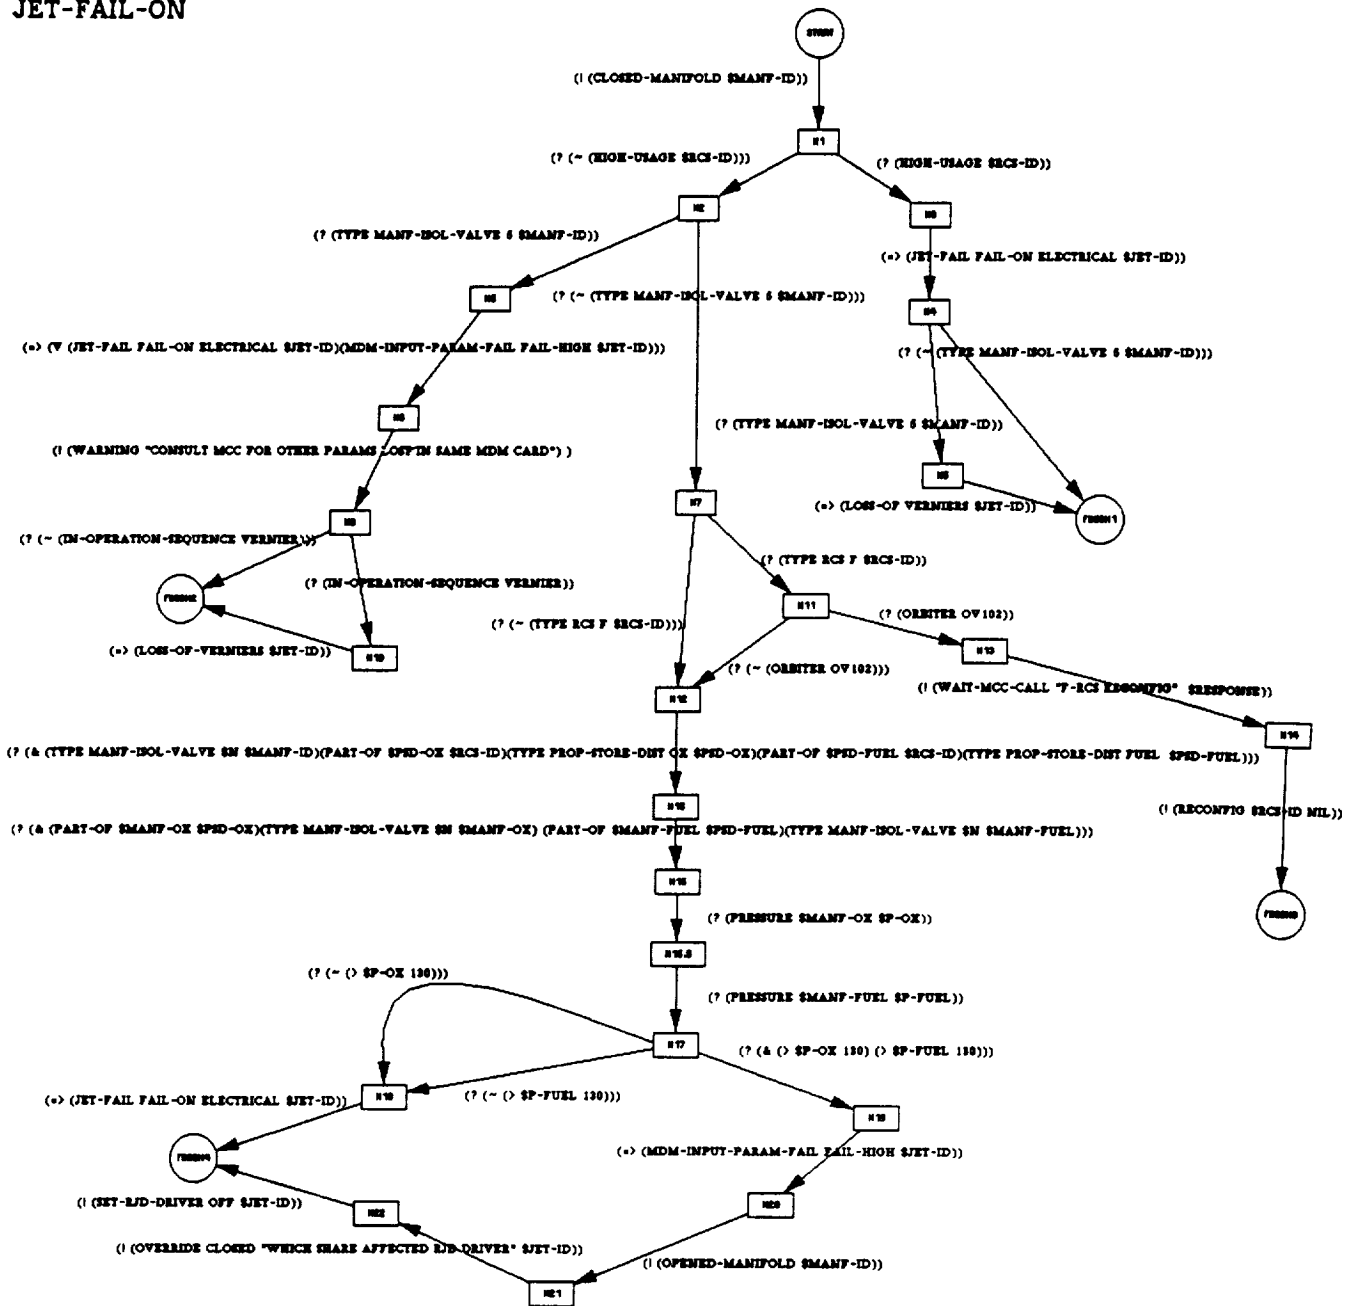 JET-FAIL-ON
START
(! (CLOSED-MANIFOLD $MANF-ID))
N1
(? (~ (HIGH-USAGE $RCS-ID)))
(? (HIGH-USAGE $RCS-ID))
N2
(? (TYPE MANF-ISOL-VALVE 5 $MANF-ID))
(=> (JET-FAIL FAIL-ON ELECTRICAL $JET-ID))
(? (~ (TYPE MANF-ISOL-VALVE 5 $MANF-ID)))
N4
(=> (V (JET-FAIL FAIL-ON ELECTRICAL $JET-ID)(MDM-INPUT-PARAM-FAIL FAIL-HIGH $JET-ID)))
(? (~ (TYPE MANF-ISOL-VALVE 5 $MANF-ID)))
(? (TYPE MANF-ISOL-VALVE 5 $MANF-ID))
(! (WARNING "CONSULT MCC FOR OTHER PARAMS LOST IN SAME MDM CARD") )
N7
(=> (LOSS-OF VERNIERS $JET-ID))
FINISH1
(? (~ (IN-OPERATION-SEQUENCE VERNIER)))
(? (TYPE RCS F $RCS-ID))
(? (IN-OPERATION-SEQUENCE VERNIER))
FINISH2
N11
(? (ORBITER OV102))
(? (~ (TYPE RCS F $RCS-ID)))
(=> (LOSS-OF-VERNIERS $JET-ID))
N10
N13
(? (~ (ORBITER OV102)))
(! (WAIT-MCC-CALL "F-RCS RECONFIG" $RESPONSE))
N12
N14
(? (& (TYPE MANF-ISOL-VALVE $N $MANF-ID)(PART-OF $PSD-OX $RCS-ID)(TYPE PROP-STORE-DIST OX $PSD-OX)(PART-OF $PSD-FUEL $RCS-ID)(TYPE PROP-STORE-DIST FUEL $PSD-FUEL)))
(! (RECONFIG $RCS-ID NIL))
(? (& (PART-OF $MANF-OX $PSD-OX)(TYPE MANF-ISOL-VALVE $N $MANF-OX) (PART-OF $MANF-FUEL $PSD-FUEL)(TYPE MANF-ISOL-VALVE $N $MANF-FUEL)))
(? (PRESSURE $MANF-OX $P-OX))
(? (~ (> $P-OX 130)))
(? (PRESSURE $MANF-FUEL $P-FUEL))
N17
(? (& (> $P-OX 130) (> $P-FUEL 130)))
(=> (JET-FAIL FAIL-ON ELECTRICAL $JET-ID))
(? (~ (> $P-FUEL 130)))
FINISH4
(=> (MDM-INPUT-PARAM-FAIL FAIL-HIGH $JET-ID))
(! (SET-RJD-DRIVER OFF $JET-ID))
N22
N20
(! (OVERRIDE CLOSED "WHICH SHARE AFFECTED RJD DRIVER" $JET-ID))
(! (OPENED-MANIFOLD $MANF-ID))
N21